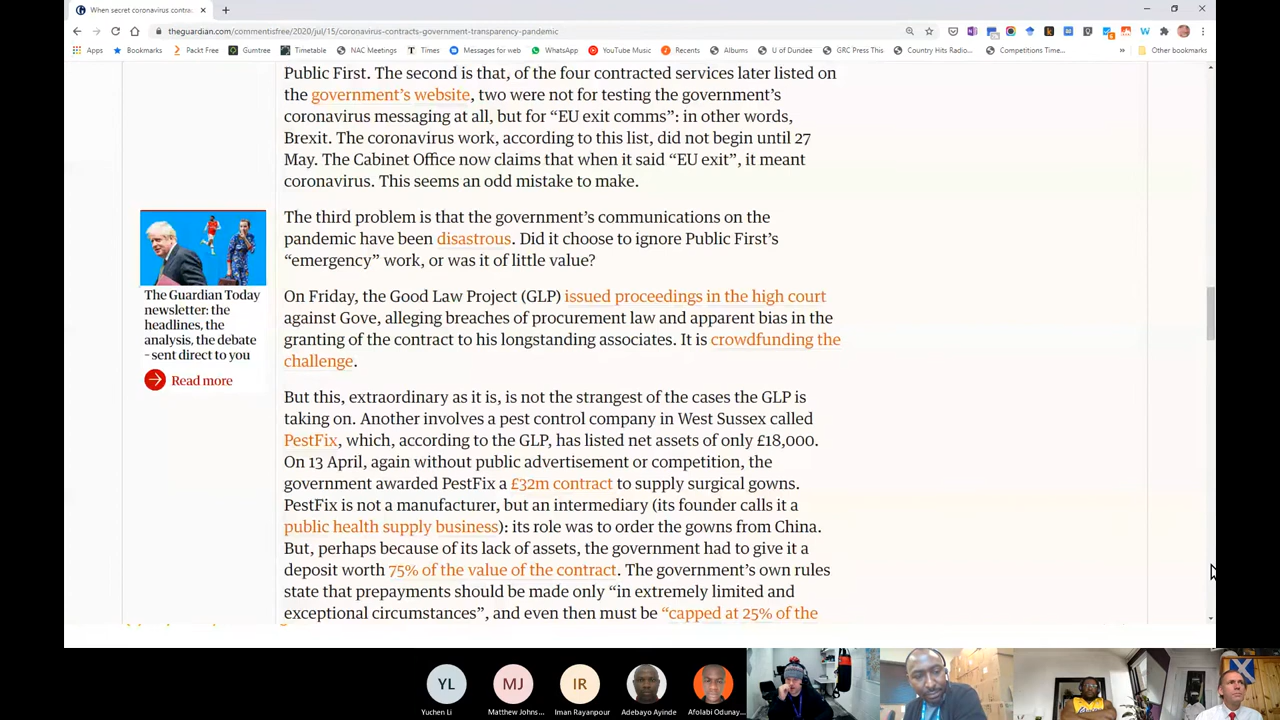 When secret coronavirus contra
theguardian.com/commentisfree/2020/jul/15/coronavirus-contracts-government-transparency-pandemic
Apps Bookmarks Packt Free Gumtree Timetable NAC Meetings Times Messages for web WhatsApp YouTube Music Recents Albums U of Dundee GRC Press This Country Hits Radio... Competitions Time... » Other bookmarks
Public First. The second is that, of the four contracted services later listed on
the government's website, two were not for testing the government's
coronavirus messaging at all, but for “EU exit comms”: in other words,
Brexit. The coronavirus work, according to this list, did not begin until 27
May. The Cabinet Office now claims that when it said “EU exit”, it meant
coronavirus. This seems an odd mistake to make.
The third problem is that the government's communications on the
pandemic have been disastrous. Did it choose to ignore Public First's
“emergency” work, or was it of little value?
The Guardian Today
newsletter: the
headlines, the
analysis, the debate
– sent direct to you
Read more
On Friday, the Good Law Project (GLP) issued proceedings in the high court
against Gove, alleging breaches of procurement law and apparent bias in the
granting of the contract to his longstanding associates. It is crowdfunding the
challenge.
But this, extraordinary as it is, is not the strangest of the cases the GLP is
taking on. Another involves a pest control company in West Sussex called
PestFix, which, according to the GLP, has listed net assets of only £18,000.
On 13 April, again without public advertisement or competition, the
government awarded PestFix a £32m contract to supply surgical gowns.
PestFix is not a manufacturer, but an intermediary (its founder calls it a
public health supply business): its role was to order the gowns from China.
But, perhaps because of its lack of assets, the government had to give it a
deposit worth 75% of the value of the contract. The government's own rules
state that prepayments should be made only “in extremely limited and
exceptional circumstances”, and even then must be “capped at 25% of the
YL MJ IR
Yuchen Li Matthew Johns... Iman Rayanpour Adebayo Ayinde Afolabi Odunay...